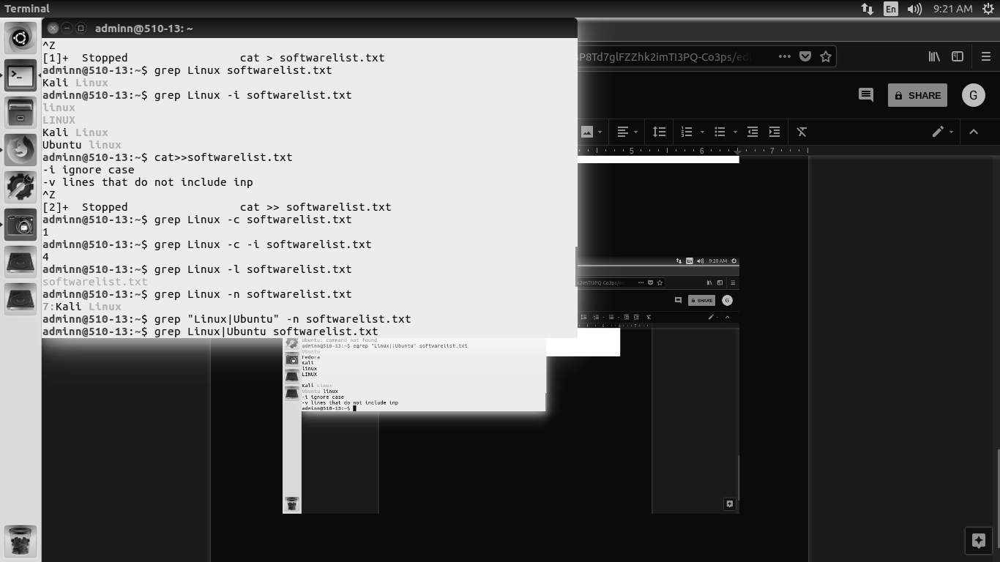 Terminal
En
9:21 AM
adminn@510-13: ~
^Z
[1]+  Stopped                 cat > softwarelist.txt
adminn@510-13:~$ grep Linux softwarelist.txt
Kali Linux
adminn@510-13:~$ grep Linux -i softwarelist.txt
linux
LINUX
Kali Linux
Ubuntu linux
adminn@510-13:~$ cat>>softwarelist.txt
-i ignore case
-v lines that do not include inp
^Z
[2]+  Stopped                 cat >> softwarelist.txt
adminn@510-13:~$ grep Linux -c softwarelist.txt
1
adminn@510-13:~$ grep Linux -c -i softwarelist.txt
4
adminn@510-13:~$ grep Linux -l softwarelist.txt
softwarelist.txt
adminn@510-13:~$ grep Linux -n softwarelist.txt
7:Kali Linux
adminn@510-13:~$ grep "Linux|Ubuntu" -n softwarelist.txt
adminn@510-13:~$ grep Linux|Ubuntu softwarelist.txt
P8Td7glFZZhk2imTI3PQ-Co3ps/ed
SHARE
G
5 6 7
En
9:20 AM
k2imTI3PQ-Co3ps/ed
SHARE
G
Ubuntu: command not found
adminn@510-13:~$ egrep "Linux||Ubuntu" softwarelist.txt
Ubuntu
Fedora
Kali
linux
LINUX
Kali Linux
Ubuntu linux
-i ignore case
-v lines that do not include inp
adminn@510-13:~$